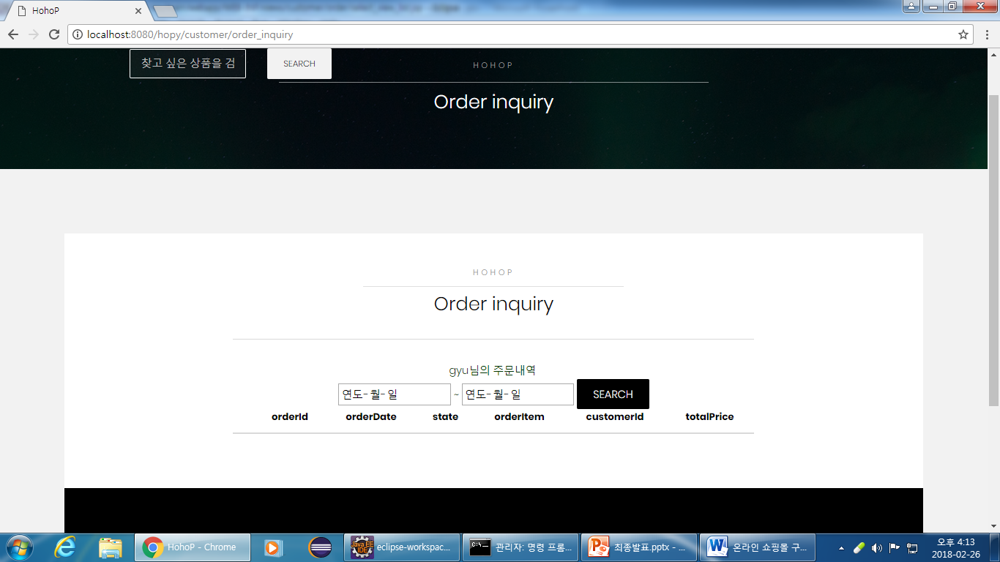 HohoP
localhost:8080/hopy/customer/order_inquiry
찾고 싶은 상품을 검
SEARCH
HOHOP
Order inquiry
HOHOP
Order inquiry
gyu님의 주문내역
연도-월-일 ~ 연도-월-일 SEARCH
orderId orderDate state orderItem customerId totalPrice
HohoP - Chrome
Java EE IDE
eclipse-workspac...
C:\.
관리자: 명령 프롬...
최종발표.pptx - ...
온라인 쇼핑몰 구...
오후 4:13
2018-02-26